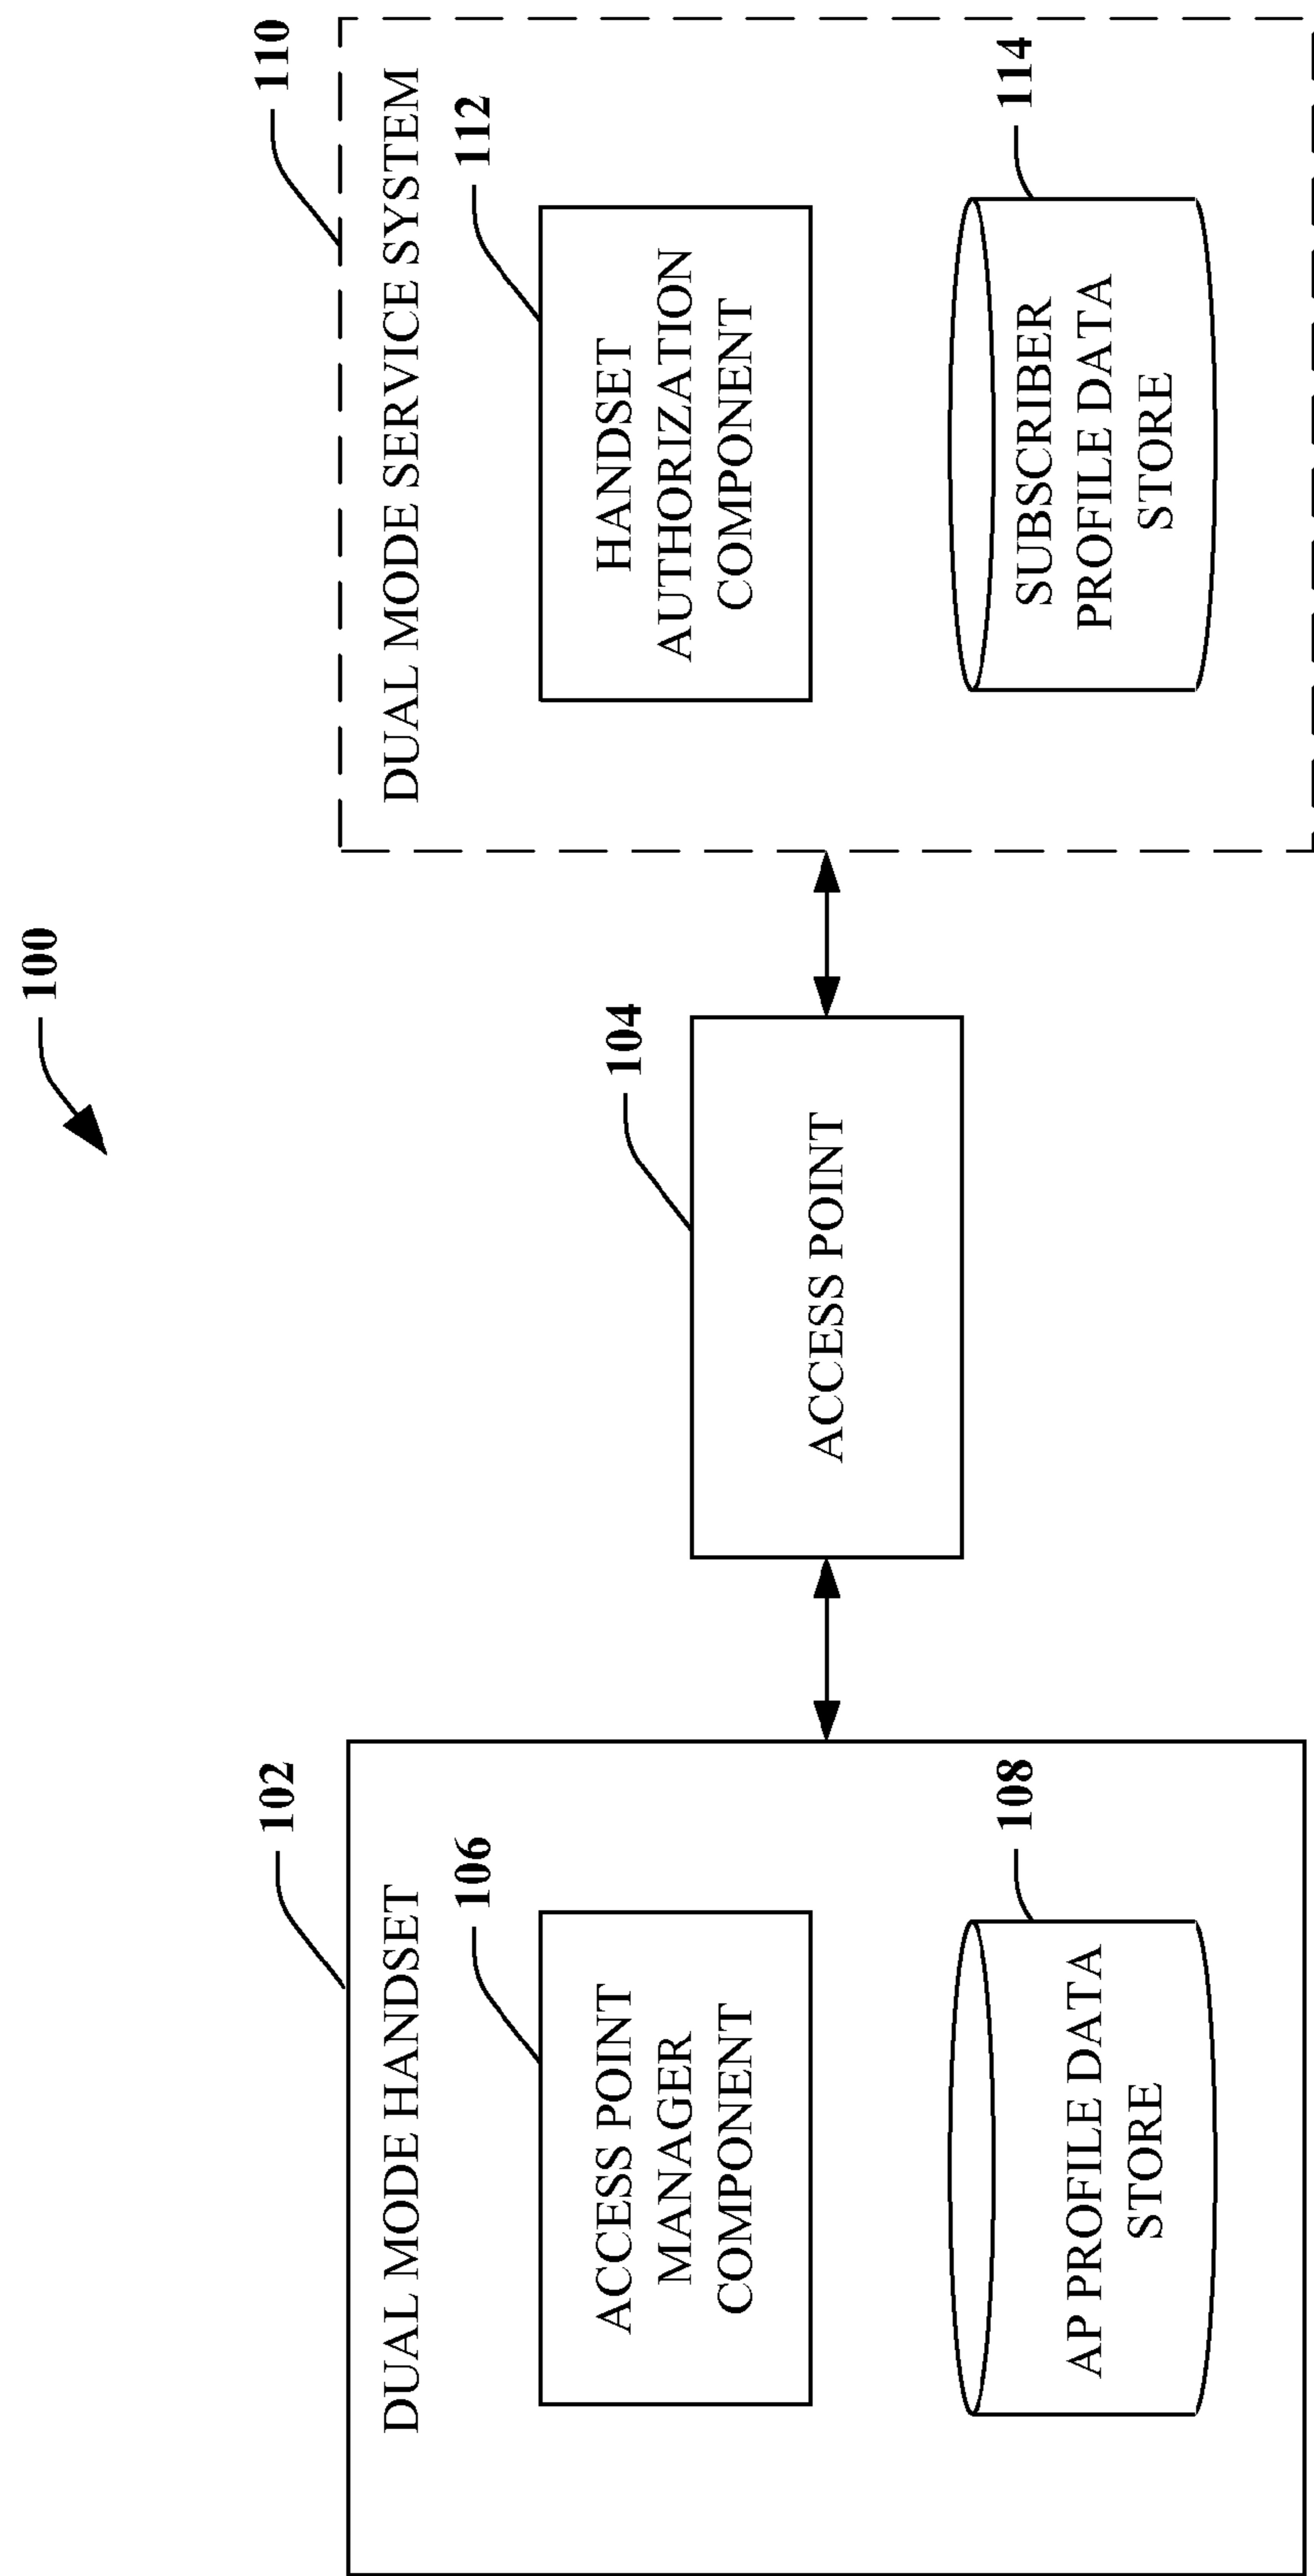 100
102
DUAL MODE HANDSET
106
ACCESS POINT
MANAGER
COMPONENT
108
AP PROFILE DATA
STORE
104
ACCESS POINT
110
DUAL MODE SERVICE SYSTEM
112
HANDSET
AUTHORIZATION
COMPONENT
114
SUBSCRIBER
PROFILE DATA
STORE